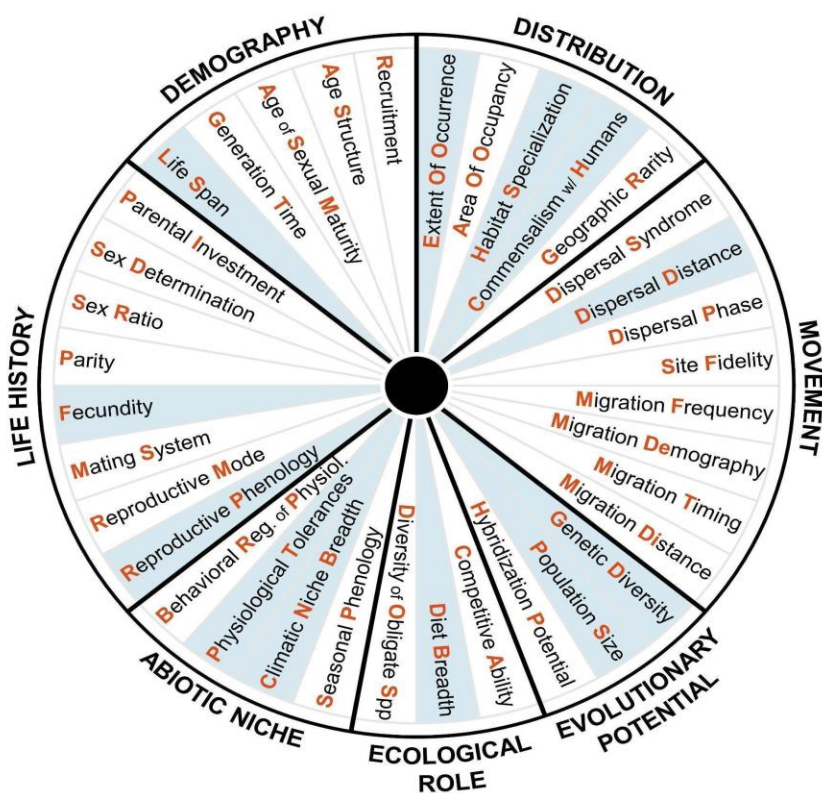 DEMOGRAPHY
Life Span
Generation Time
Age of Sexual Maturity
Age Structure
Recruitment
DISTRIBUTION
Extent Of Occurrence
Area Of Occupancy
Habitat Specialization
Commensalism w/ Humans
Geographic Rarity
MOVEMENT
Dispersal Syndrome
Dispersal Distance
Dispersal Phase
Site Fidelity
Migration Frequency
Migration Demography
Migration Timing
Migration Distance
EVOLUTIONARY
POTENTIAL
Genetic Diversity
Population Size
Hybridization Potential
ECOLOGICAL
ROLE
Competitive Ability
Diet Breadth
Diversity of Obligate Spp
ABIOTIC NICHE
Seasonal Phenology
Climatic Niche Breadth
Physiological Tolerances
Behavioral Reg. of Physiol.
LIFE HISTORY
Reproductive Phenology
Reproductive Mode
Mating System
Fecundity
Parity
Sex Ratio
Sex Determination
Parental Investment